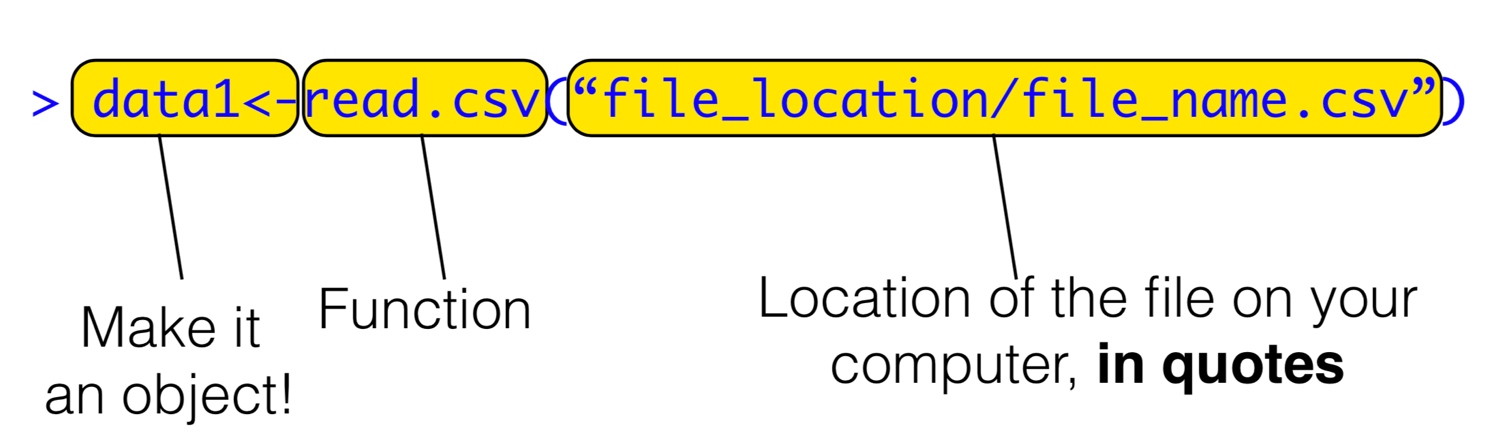 > data1<-read.csv(“file_location/file_name.csv”)
Make it
an object!
Function
Location of the file on your
computer, in quotes